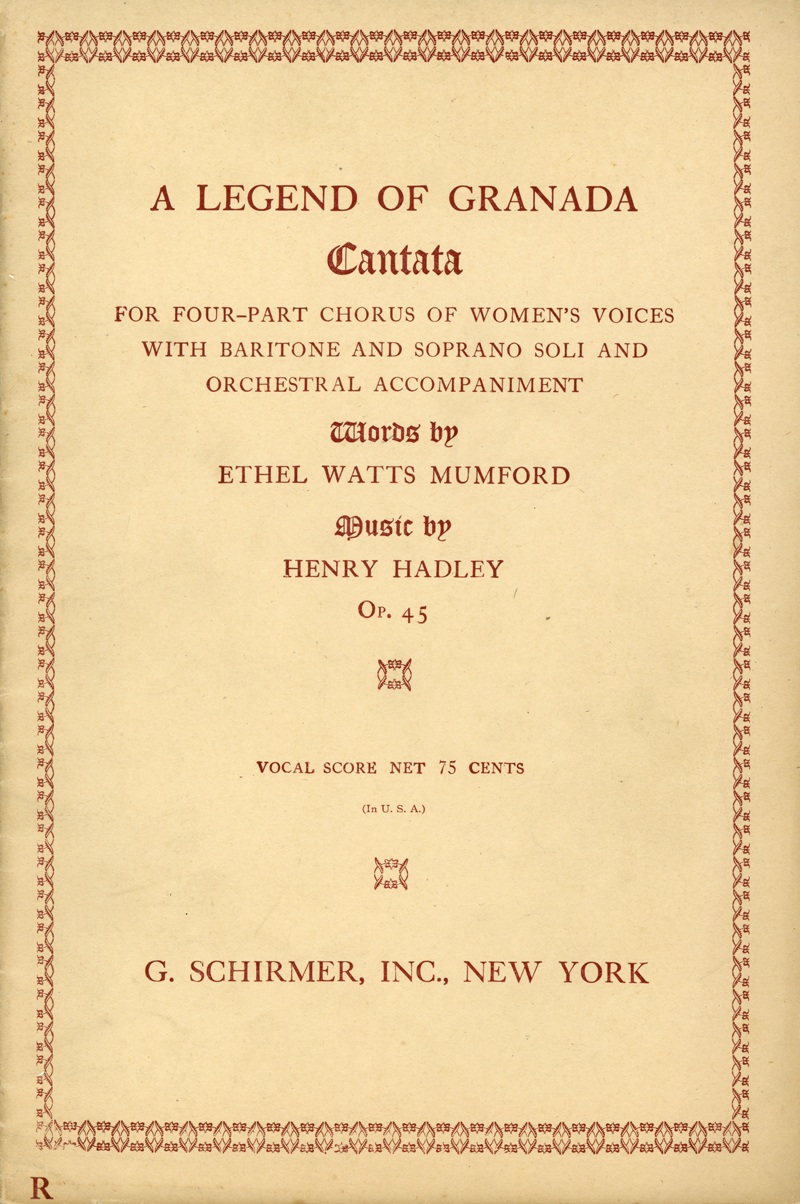 A LEGEND OF GRANADA
Cantata
FOR FOUR-PART CHORUS OF WOMEN'S VOICES
WITH BARITONE AND SOPRANO SOLI AND
ORCHESTRAL ACCOMPANIMENT
Words by
ETHEL WATTS MUMFORD
Music by
HENRY HADLEY
OP. 45
VOCAL SCORE NET 75 CENTS
(In U. S. A.)
G. SCHIRMER, INC., NEW YORK
R